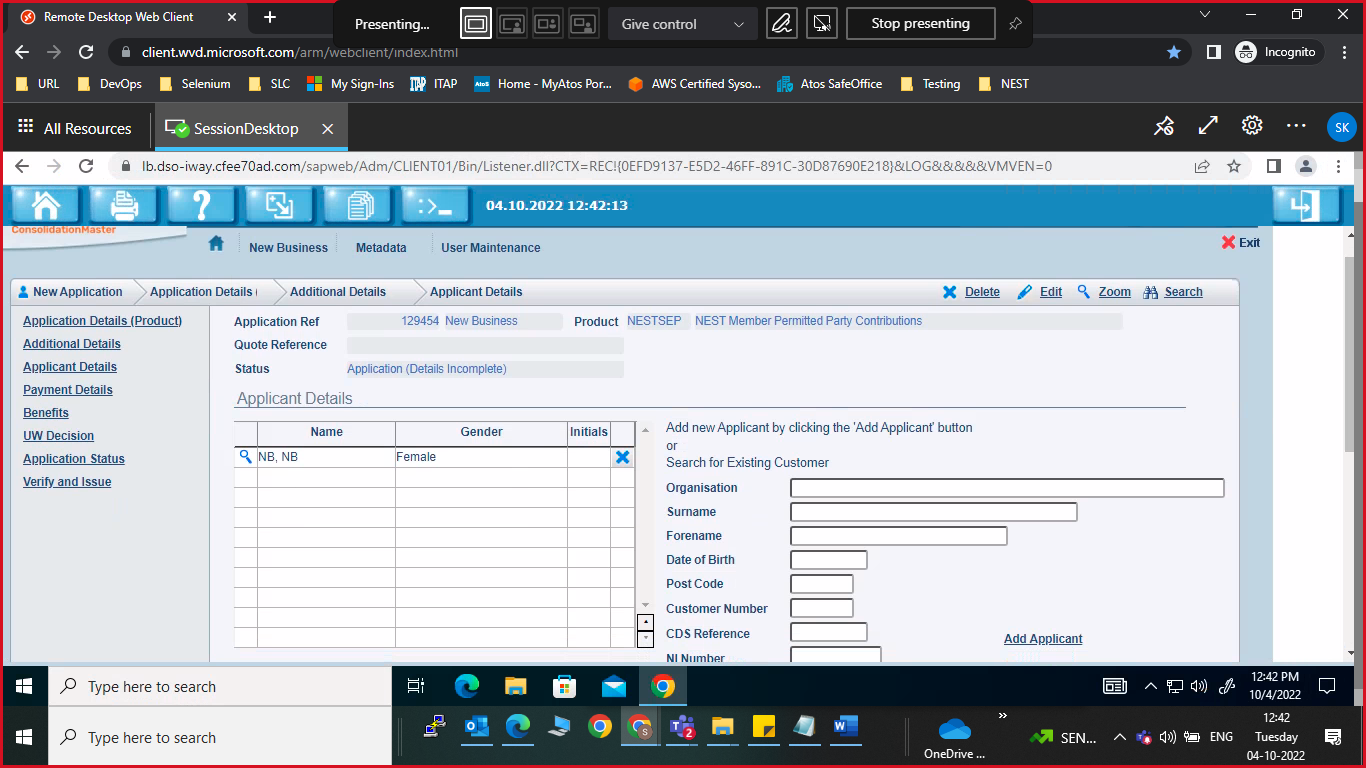 Remote Desktop Web Client
Presenting...
Give control
Stop presenting
client.wvd.microsoft.com/arm/webclient/index.html
Incognito
URL
DevOps
Selenium
SLC
My Sign-Ins
ITAP
Home - MyAtos Por...
AWS Certified Syso...
Atos SafeOffice
Testing
NEST
All Resources
SessionDesktop
SK
lb.dso-iway.cfee70ad.com/sapweb/Adm/CLIENT01/Bin/Listener.dll?CTX=REC!{0EFD9137-E5D2-46FF-891C-30D87690E218}&LOG&&&&&VMVEN=0
04.10.2022 12:42:13
ConsolidationMaster
New Business
Metadata
User Maintenance
Exit
New Application
Application Details (
Additional Details
Applicant Details
Delete
Edit
Zoom
Search
Application Details (Product)
Additional Details
Applicant Details
Payment Details
Benefits
UW Decision
Application Status
Verify and Issue
Application Ref 129454 New Business Product NESTSEP NEST Member Permitted Party Contributions
Quote Reference
Status Application (Details Incomplete)
Applicant Details
Name Gender Initials
NB, NB Female
Add new Applicant by clicking the 'Add Applicant' button
or
Search for Existing Customer
Organisation
Surname
Forename
Date of Birth
Post Code
Customer Number
CDS Reference
Add Applicant
NI Number
Type here to search
12:42 PM
10/4/2022
Type here to search
OneDrive ...
SEN...
ENG
12:42
Tuesday
04-10-2022